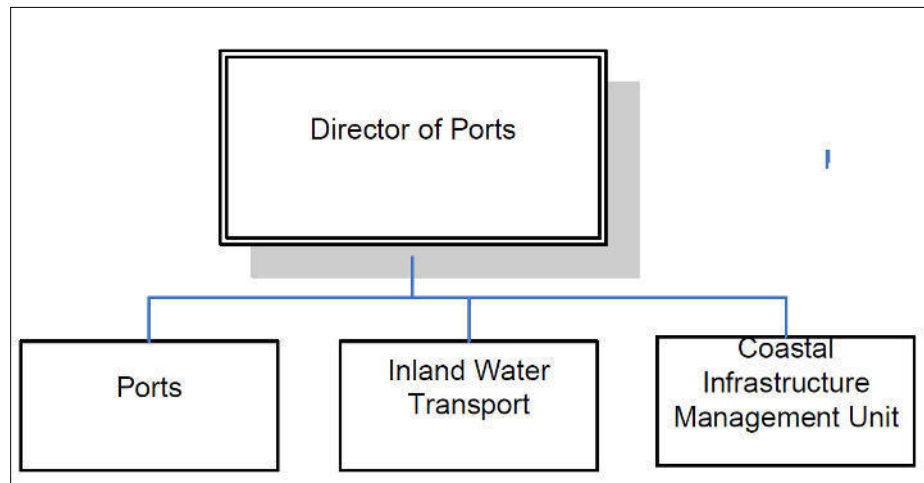 Director of Ports
Ports
Inland Water
Transport
Coastal
Infrastructure
Management Unit